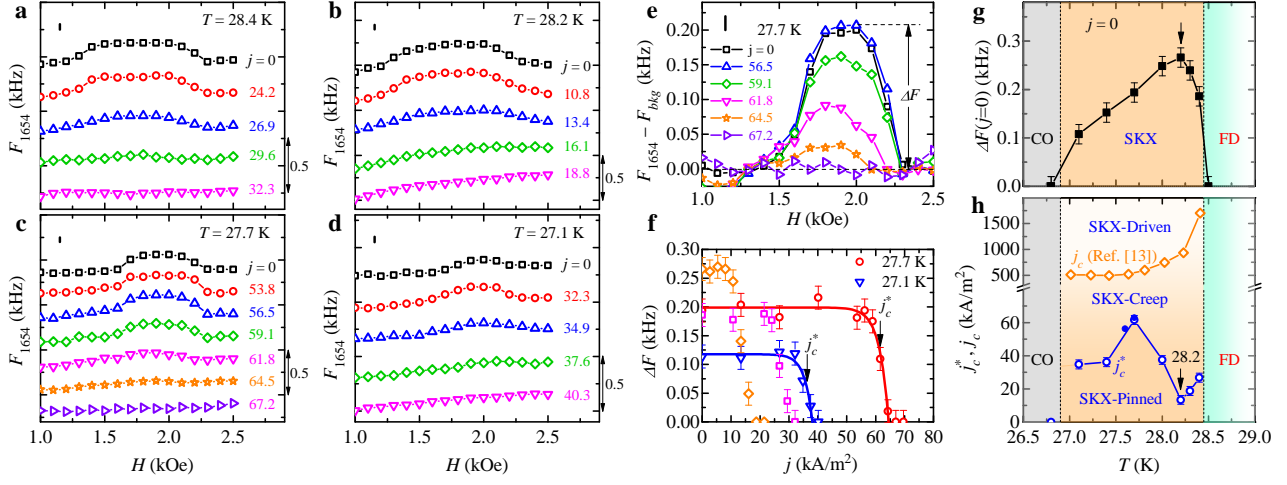 a
T = 28.4 K
F1654 (kHz)
j=0
24.2
26.9
29.6
32.3
0.5
b
T = 28.2 K
F1654 (kHz)
j=0
10.8
13.4
16.1
18.8
0.5
c
T = 27.7 K
F1654 (kHz)
j=0
53.8
56.5
59.1
61.8
64.5
67.2
0.5
1.0 1.5 2.0 2.5
H (kOe)
d
T = 27.1 K
F1654 (kHz)
j=0
32.3
34.9
37.6
40.3
0.5
1.0 1.5 2.0 2.5
H (kOe)
e
27.7 K
j = 0
56.5
59.1
61.8
64.5
67.2
ΔF
F1654 − Fbkg (kHz)
0.20
0.15
0.10
0.05
0.00
1.0 1.5 2.0 2.5
H (kOe)
f
27.7 K
27.1 K
jc*
jc*
ΔF (kHz)
0.30
0.25
0.20
0.15
0.10
0.05
0.00
0 10 20 30 40 50 60 70 80
j (kA/m²)
g
j = 0
ΔF(j=0) (kHz)
0.3
0.2
0.1
0.0
CO
SKX
FD
h
SKX-Driven
jc (Ref. [13])
SKX-Creep
jc*
28.2
SKX-Pinned
CO
FD
jc*, jc (kA/m²)
1500
1000
500
60
40
20
0
26.5 27.0 27.5 28.0 28.5 29.0
T (K)